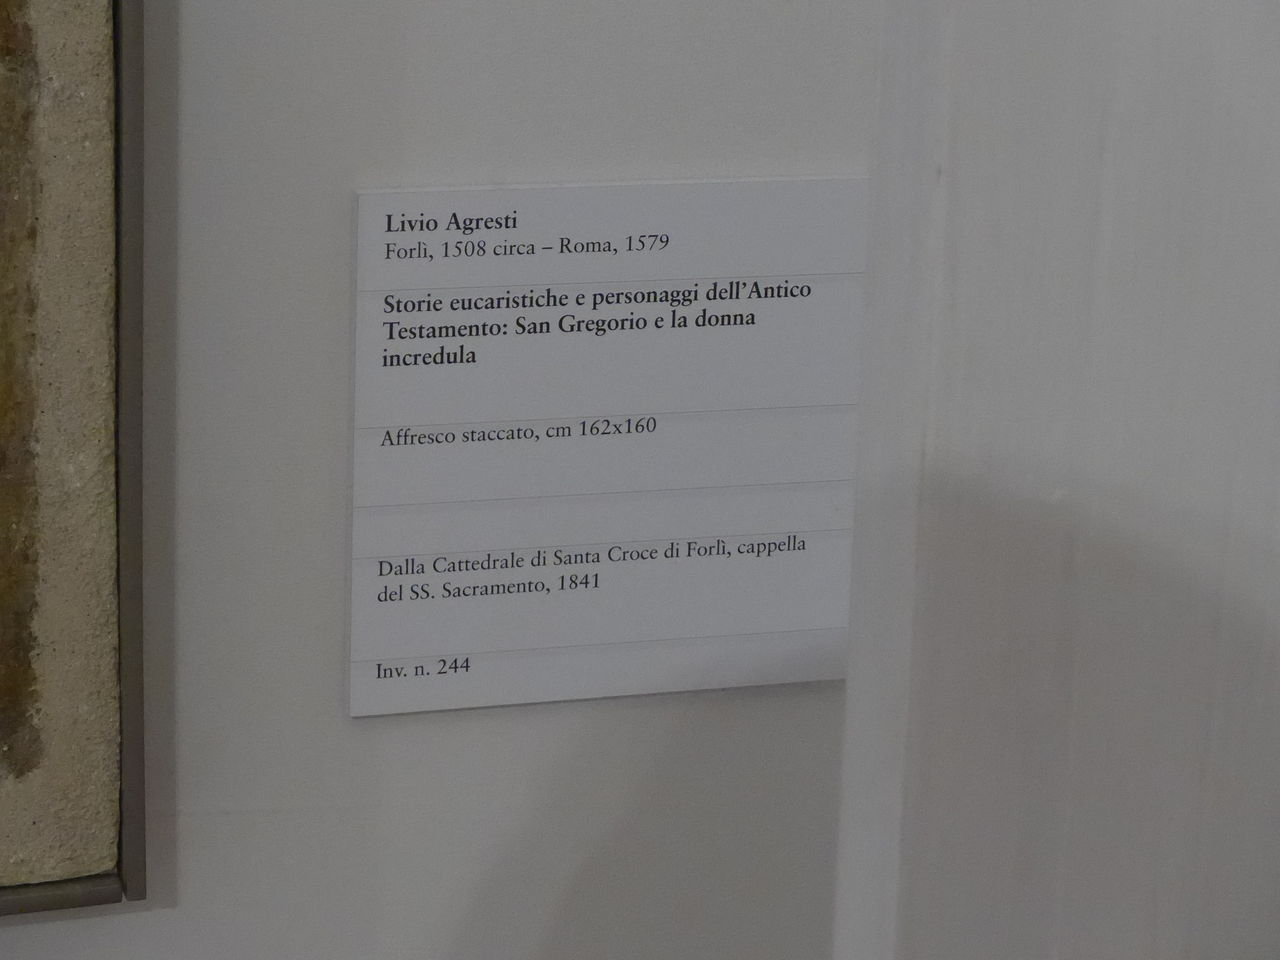 Livio Agresti
Forlì, 1508 circa – Roma, 1579
Storie eucaristiche e personaggi dell'Antico
Testamento: San Gregorio e la donna
incredula
Affresco staccato, cm 162x160
Dalla Cattedrale di Santa Croce di Forlì, cappella
del SS. Sacramento, 1841
Inv. n. 244